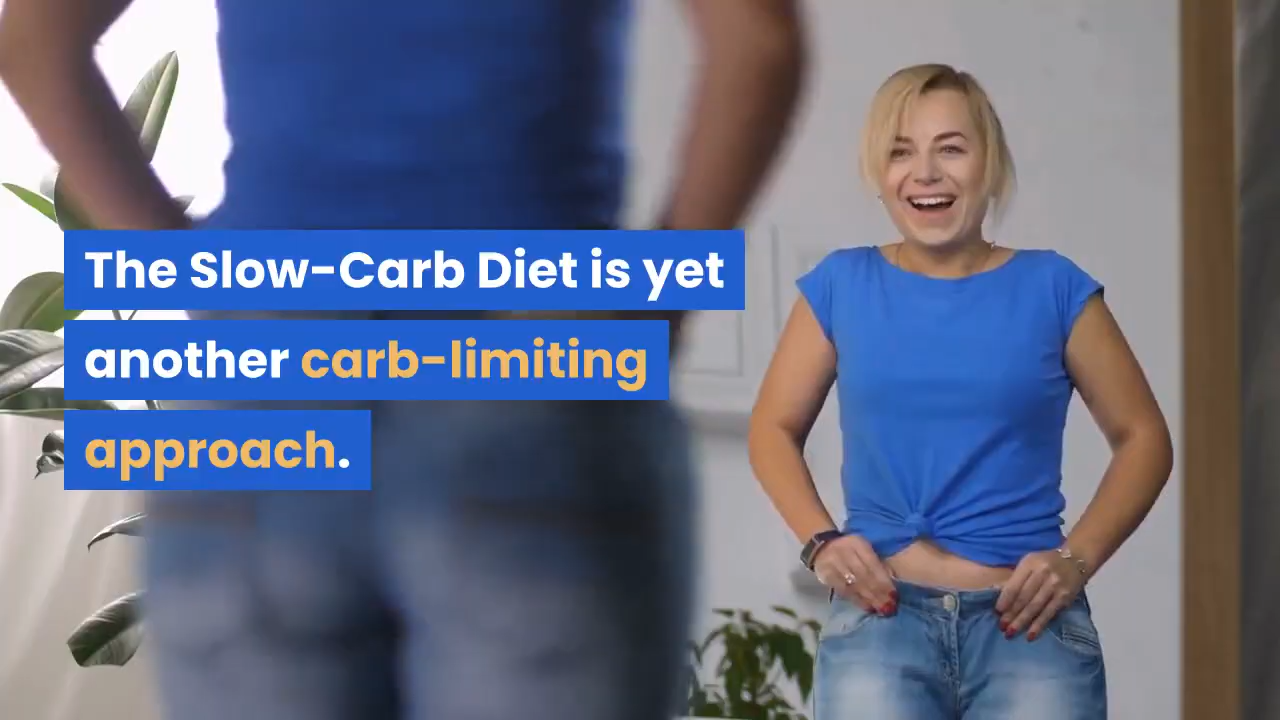 The Slow-Carb Diet is yet
another carb-limiting
approach.